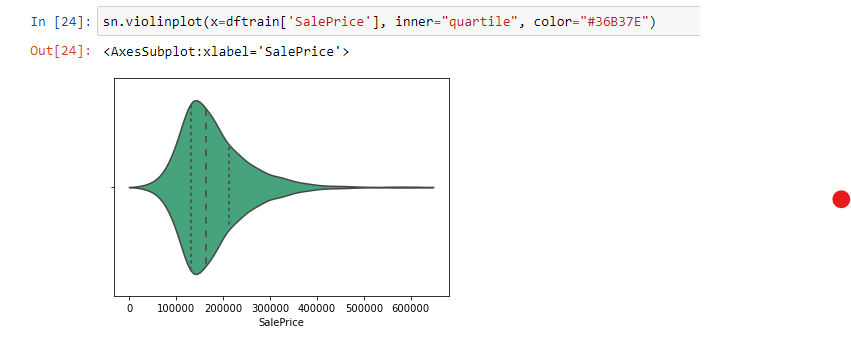 In [24]: sn.violinplot(x=dftrain['SalePrice'], inner="quartile", color="#36B37E")
Out[24]: <AxesSubplot:xlabel='SalePrice'>
0 100000 200000 300000 400000 500000 600000
SalePrice